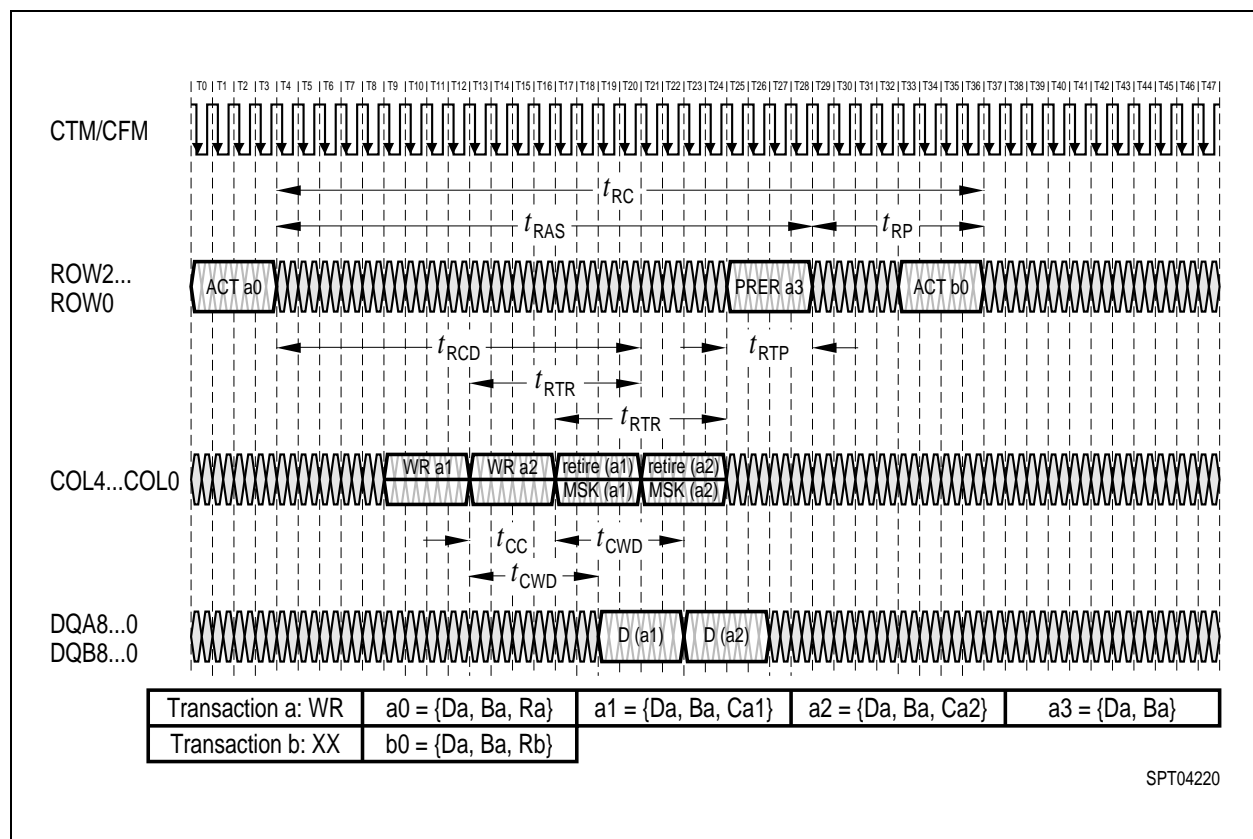 T0 T1 T2 T3 T4 T5 T6 T7 T8 T9 T10 T11 T12 T13 T14 T15 T16 T17 T18 T19 T20 T21 T22 T23 T24 T25 T26 T27 T28 T29 T30 T31 T32 T33 T34 T35 T36 T37 T38 T39 T40 T41 T42 T43 T44 T45 T46 T47
CTM/CFM
tRC
tRAS tRP
ROW2...
ROW0
ACT a0 PRER a3 ACT b0
tRCD tRTP
tRTR
tRTR
COL4...COL0
WR a1 WR a2 retire (a1) retire (a2)
MSK (a1) MSK (a2)
tCC tCWD
tCWD
DQA8...0
DQB8...0
D (a1) D (a2)
Transaction a: WR a0 = {Da, Ba, Ra} a1 = {Da, Ba, Ca1} a2 = {Da, Ba, Ca2} a3 = {Da, Ba}
Transaction b: XX b0 = {Da, Ba, Rb}
SPT04220